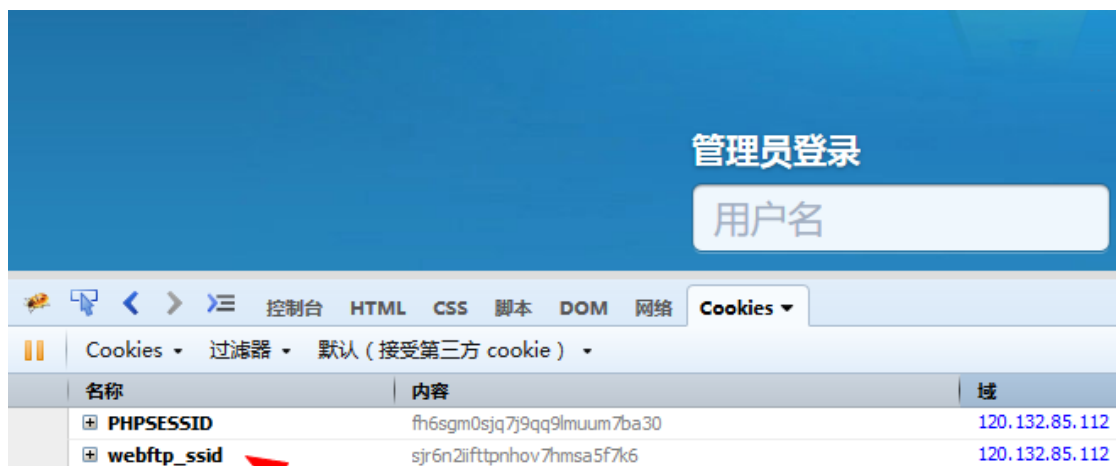 管理员登录
用户名
控制台 HTML CSS 脚本 DOM 网络 Cookies
Cookies 过滤器 默认（接受第三方 cookie）
名称 内容 域
PHPSESSID fh6sgm0sjq7j9qq9lmuum7ba30 120.132.85.112
webftp_ssid sjr6n2iifttpnhov7hmsa5f7k6 120.132.85.112